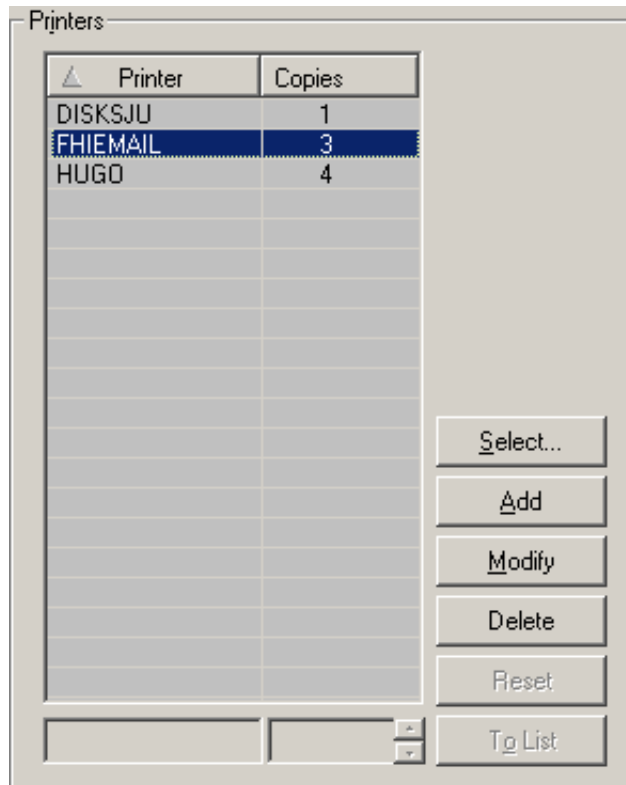 Printers
Printer Copies
DISKSJU 1
FHIEMAIL 3
HUGO 4
Select...
Add
Modify
Delete
Reset
To List